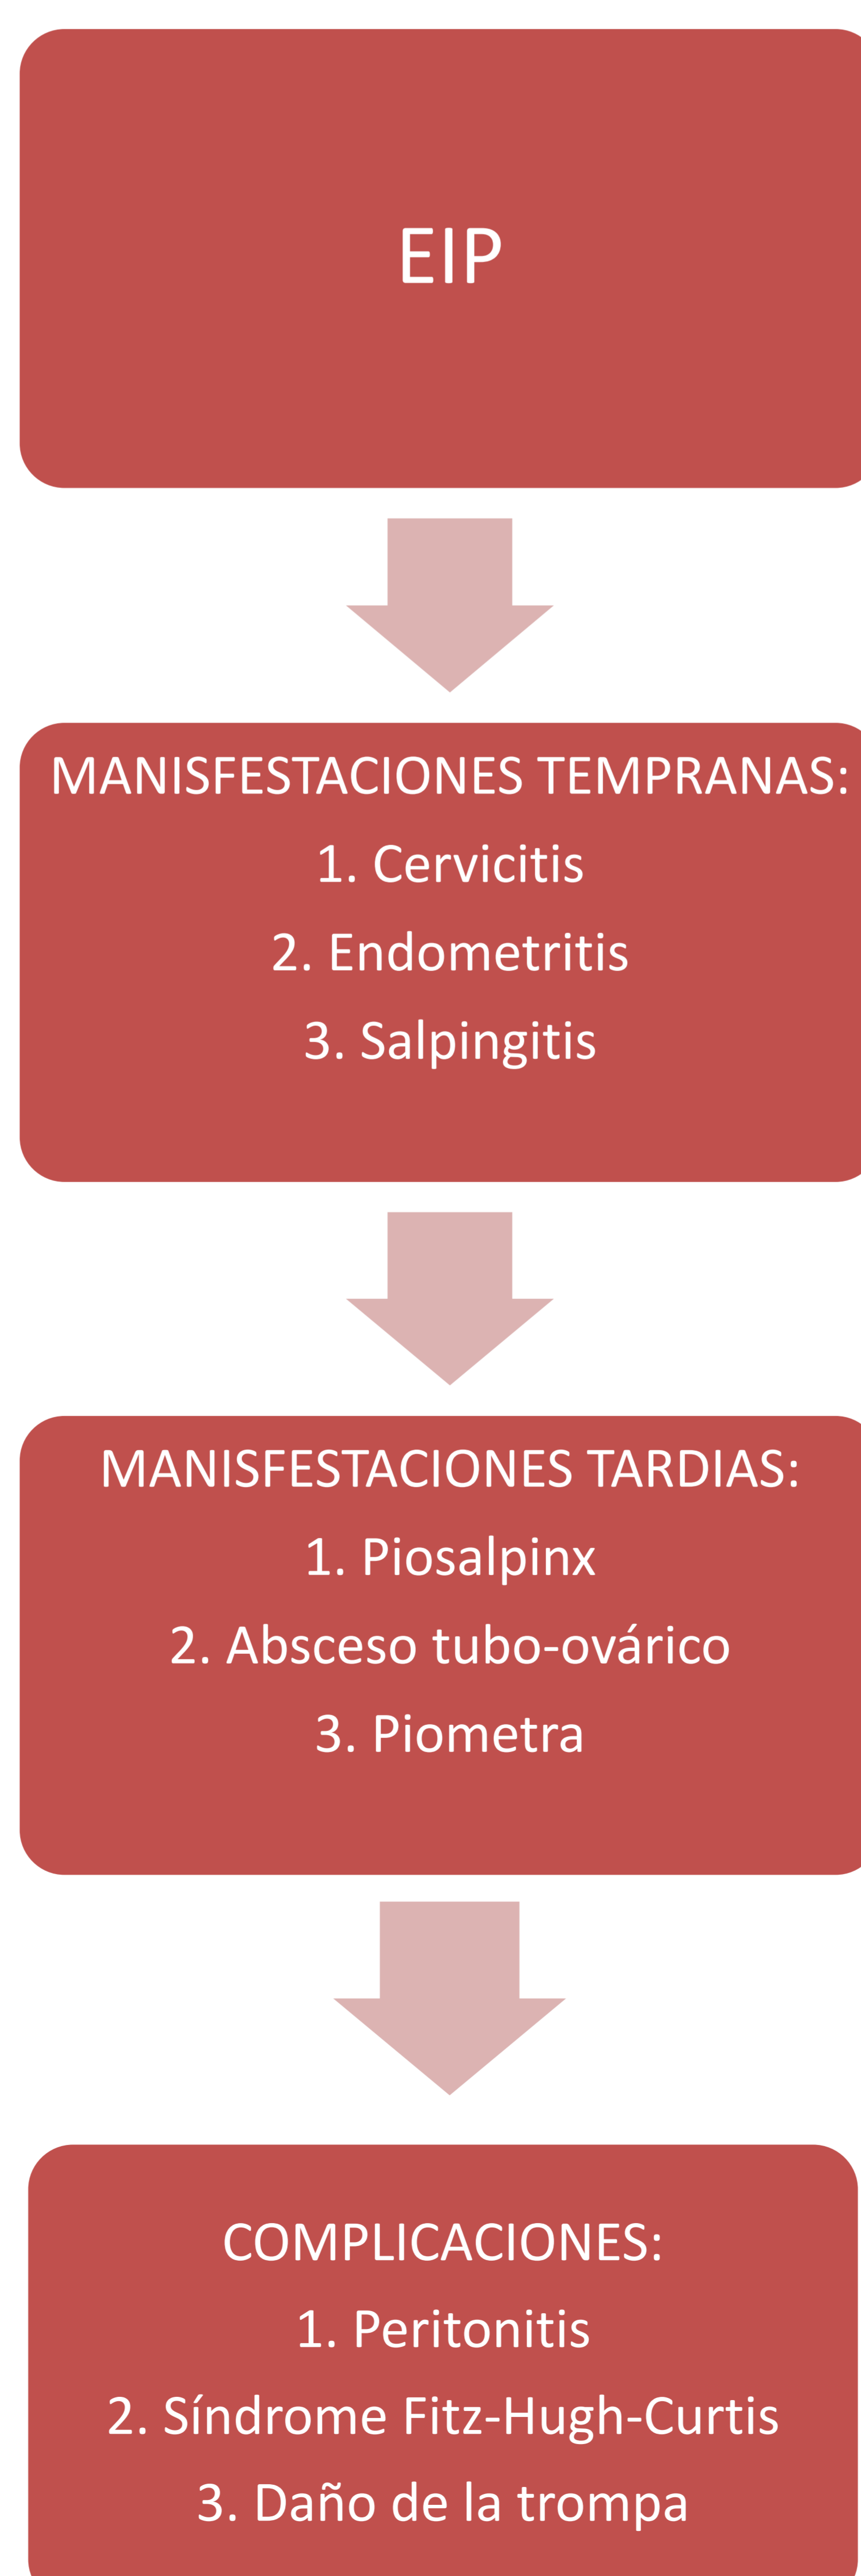 EIP
MANISFESTACIONES TEMPRANAS:
1. Cervicitis
2. Endometritis
3. Salpingitis
MANISFESTACIONES TARDIAS:
1. Piosalpinx
2. Absceso tubo-ovárico
3. Piometra
COMPLICACIONES:
1. Peritonitis
2. Síndrome Fitz-Hugh-Curtis
3. Daño de la trompa